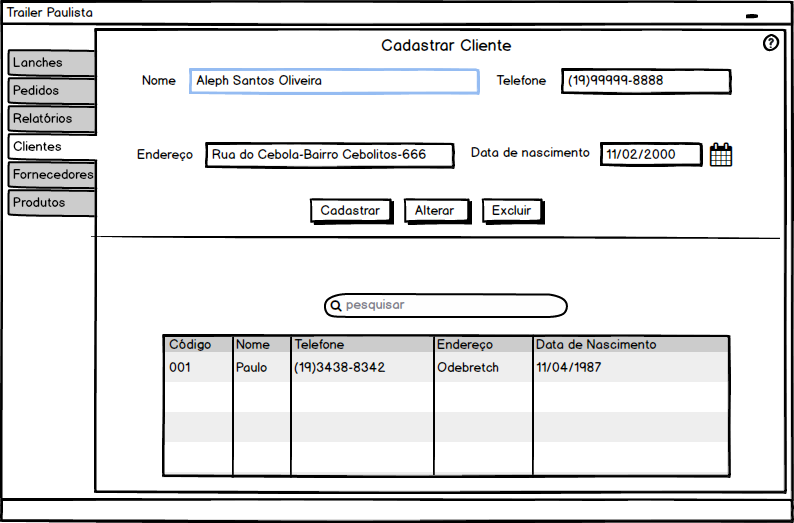 Trailer Paulista
Cadastrar Cliente
?
Lanches
Pedidos
Relatórios
Clientes
Fornecedores
Produtos
Nome Aleph Santos Oliveira Telefone (19)99999-8888
Endereço Rua do Cebola-Bairro Cebolitos-666 Data de nascimento 11/02/2000
Cadastrar Alterar Excluir
pesquisar
Código Nome Telefone Endereço Data de Nascimento
001 Paulo (19)3438-8342 Odebretch 11/04/1987